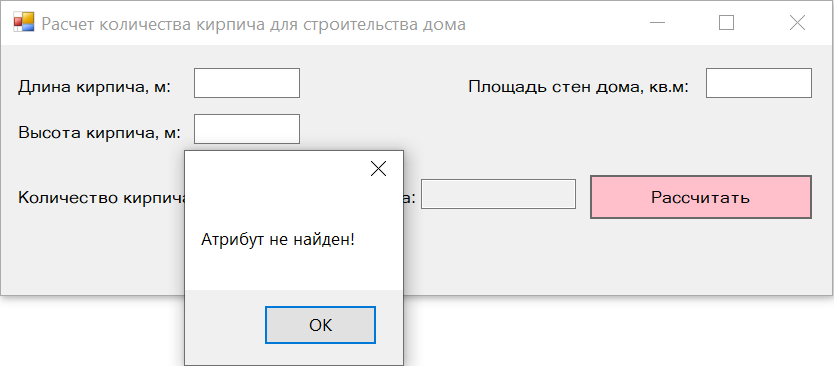 Расчет количества кирпича для строительства дома
Длина кирпича, м:
Площадь стен дома, кв.м:
Высота кирпича, м:
Количество кирпича
а:
Рассчитать
Атрибут не найден!
OK